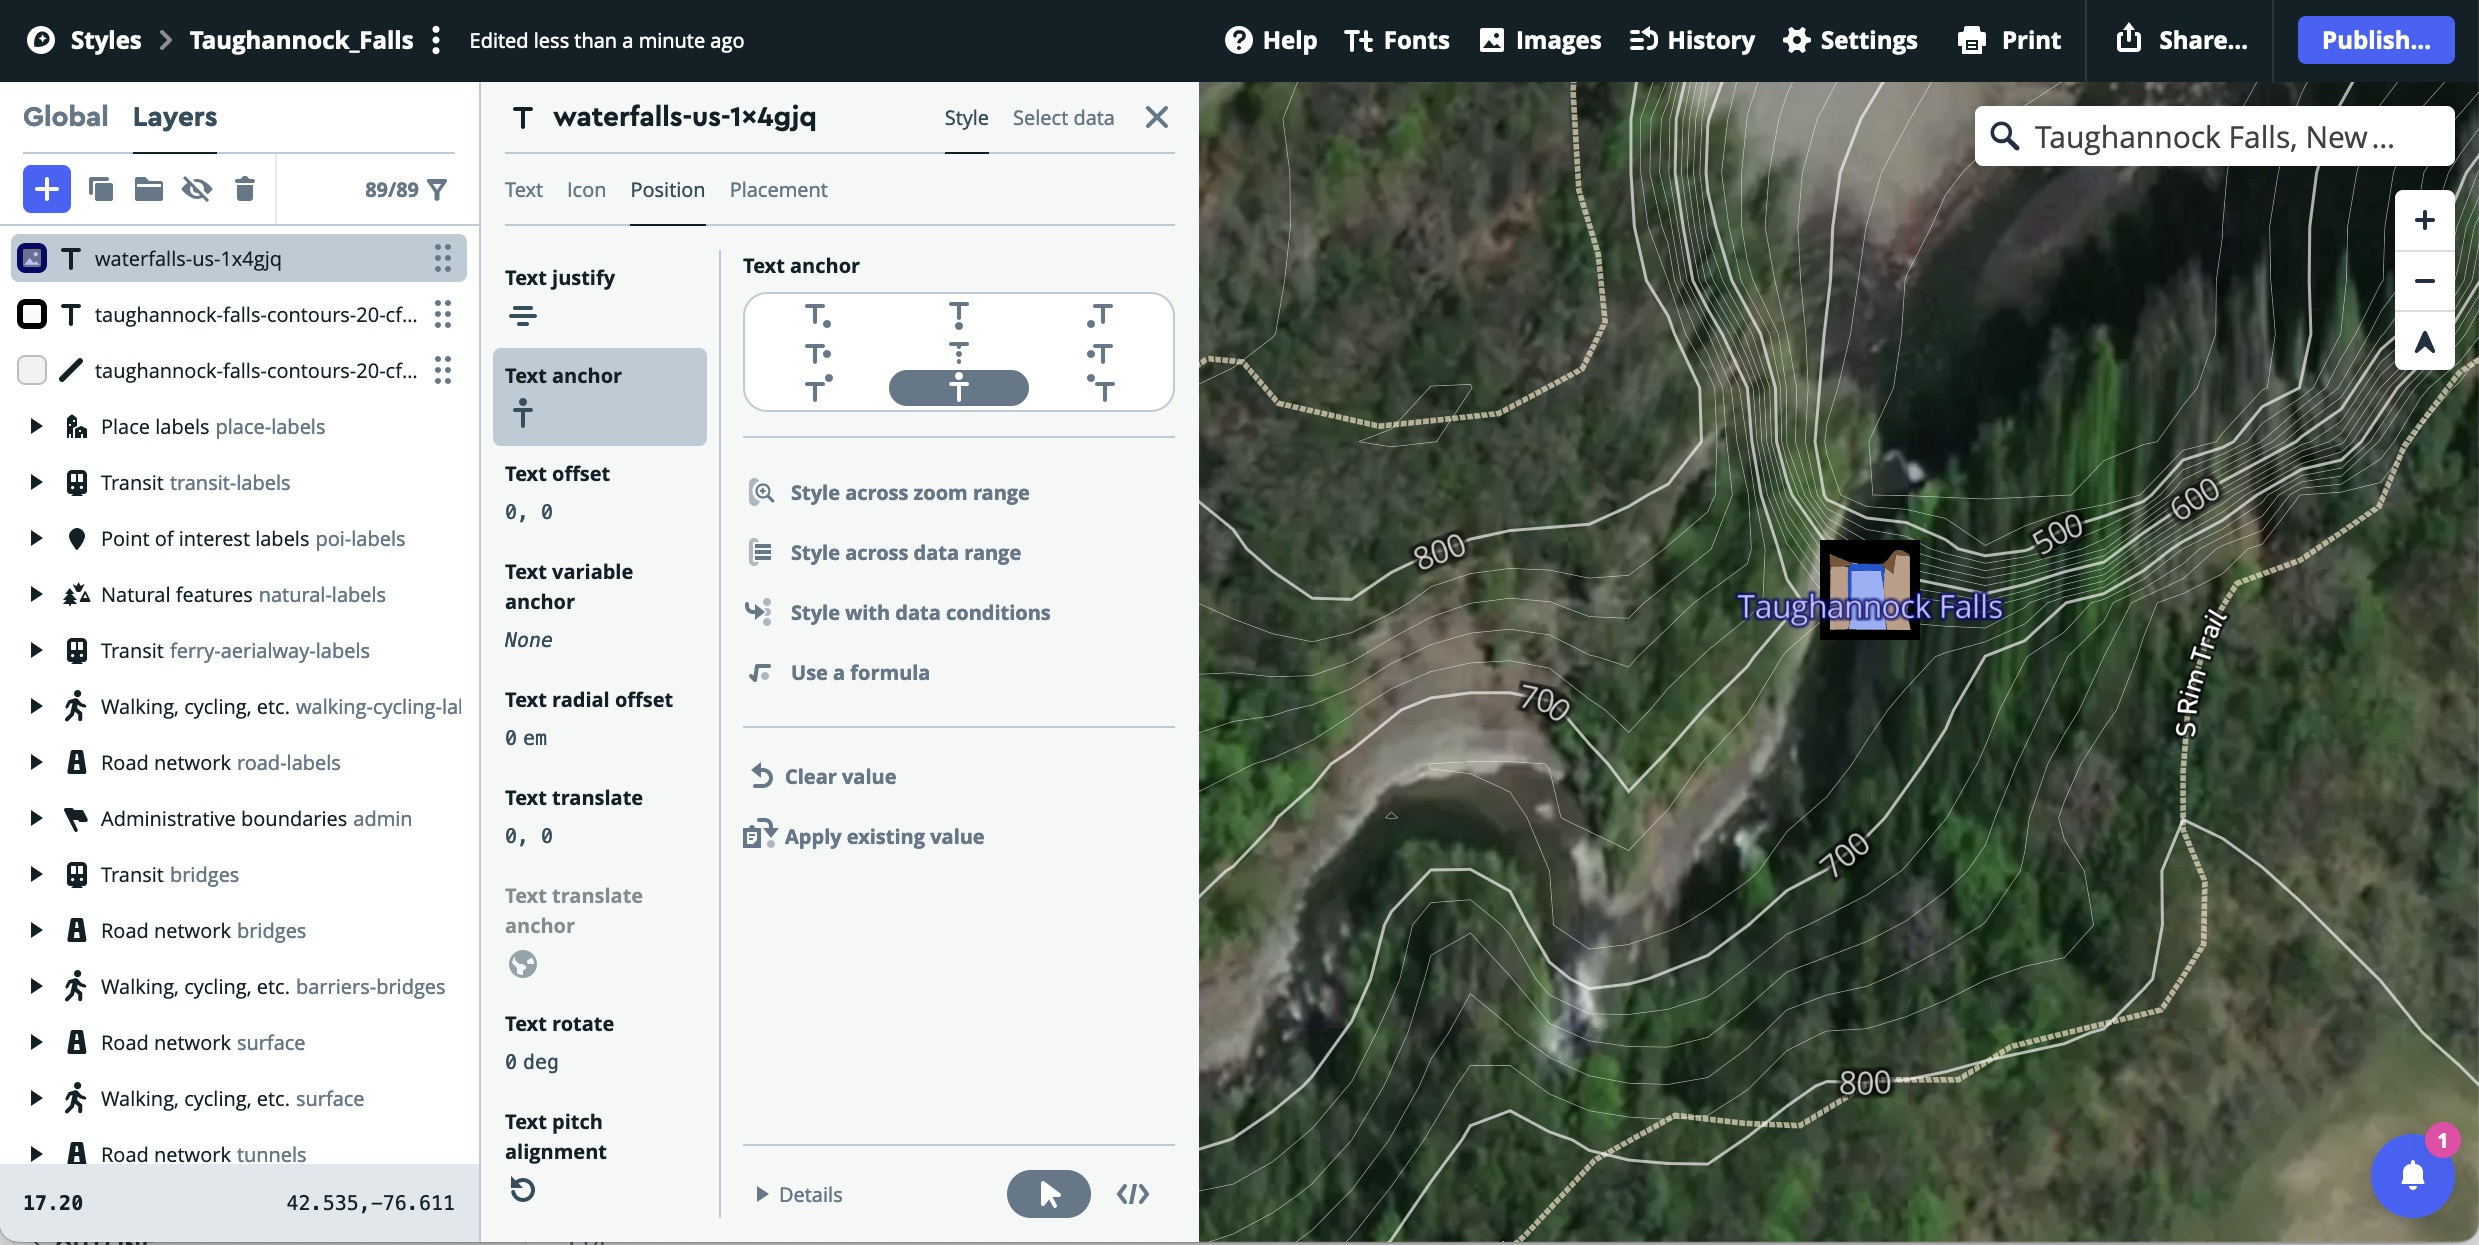 Styles Taughannock_Falls Edited less than a minute ago Help Fonts Images History Settings Print Share... Publish...
Global Layers
89/89
waterfalls-us-1x4gjq
taughannock-falls-contours-20-cf...
taughannock-falls-contours-20-cf...
Place labels place-labels
Transit transit-labels
Point of interest labels poi-labels
Natural features natural-labels
Transit ferry-aerialway-labels
Walking, cycling, etc. walking-cycling-lal
Road network road-labels
Administrative boundaries admin
Transit bridges
Road network bridges
Walking, cycling, etc. barriers-bridges
Road network surface
Walking, cycling, etc. surface
Road network tunnels
17.20 42.535,−76.611
waterfalls-us-1x4gjq Style Select data
Text Icon Position Placement
Text justify
Text anchor
Text offset
0, 0
Text variable
anchor
None
Text radial offset
0 em
Text translate
0, 0
Text translate
anchor
Text rotate
0 deg
Text pitch
alignment
Text anchor
Style across zoom range
Style across data range
Style with data conditions
Use a formula
Clear value
Apply existing value
Details
Taughannock Falls, New ...
600
500
800
Taughannock Falls
S Rim Trail
700
700
800
1